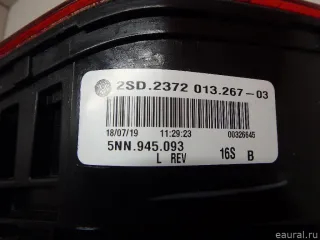 2SD.2372 013.267-03
18/07/19 11:29:23 00326645
5NN.945.093
L REV 16S B
eaural.ru